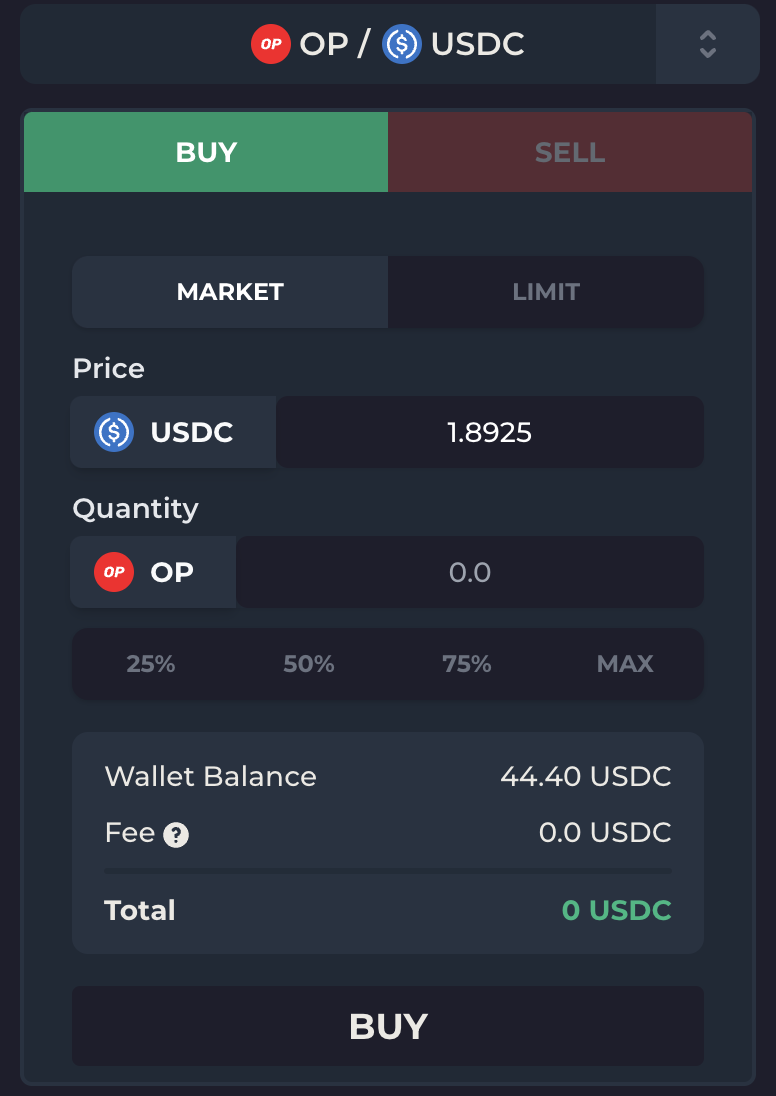 OP OP / USDC
BUY SELL
MARKET LIMIT
Price
USDC 1.8925
Quantity
OP OP 0.0
25% 50% 75% MAX
Wallet Balance 44.40 USDC
Fee ? 0.0 USDC
Total 0 USDC
BUY